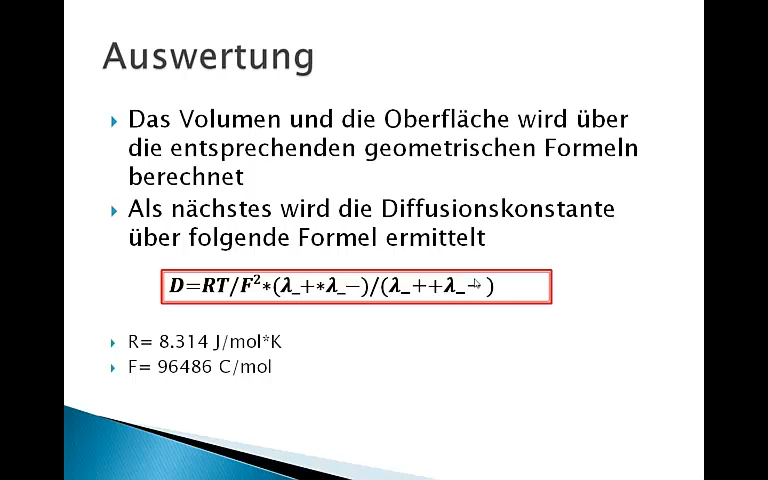 Auswertung
Das Volumen und die Oberfläche wird über
die entsprechenden geometrischen Formeln
berechnet
Als nächstes wird die Diffusionskonstante
über folgende Formel ermittelt
D=RT/F²*(λ_+*λ_−)/(λ_++λ_−)
R= 8.314 J/mol*K
F= 96486 C/mol